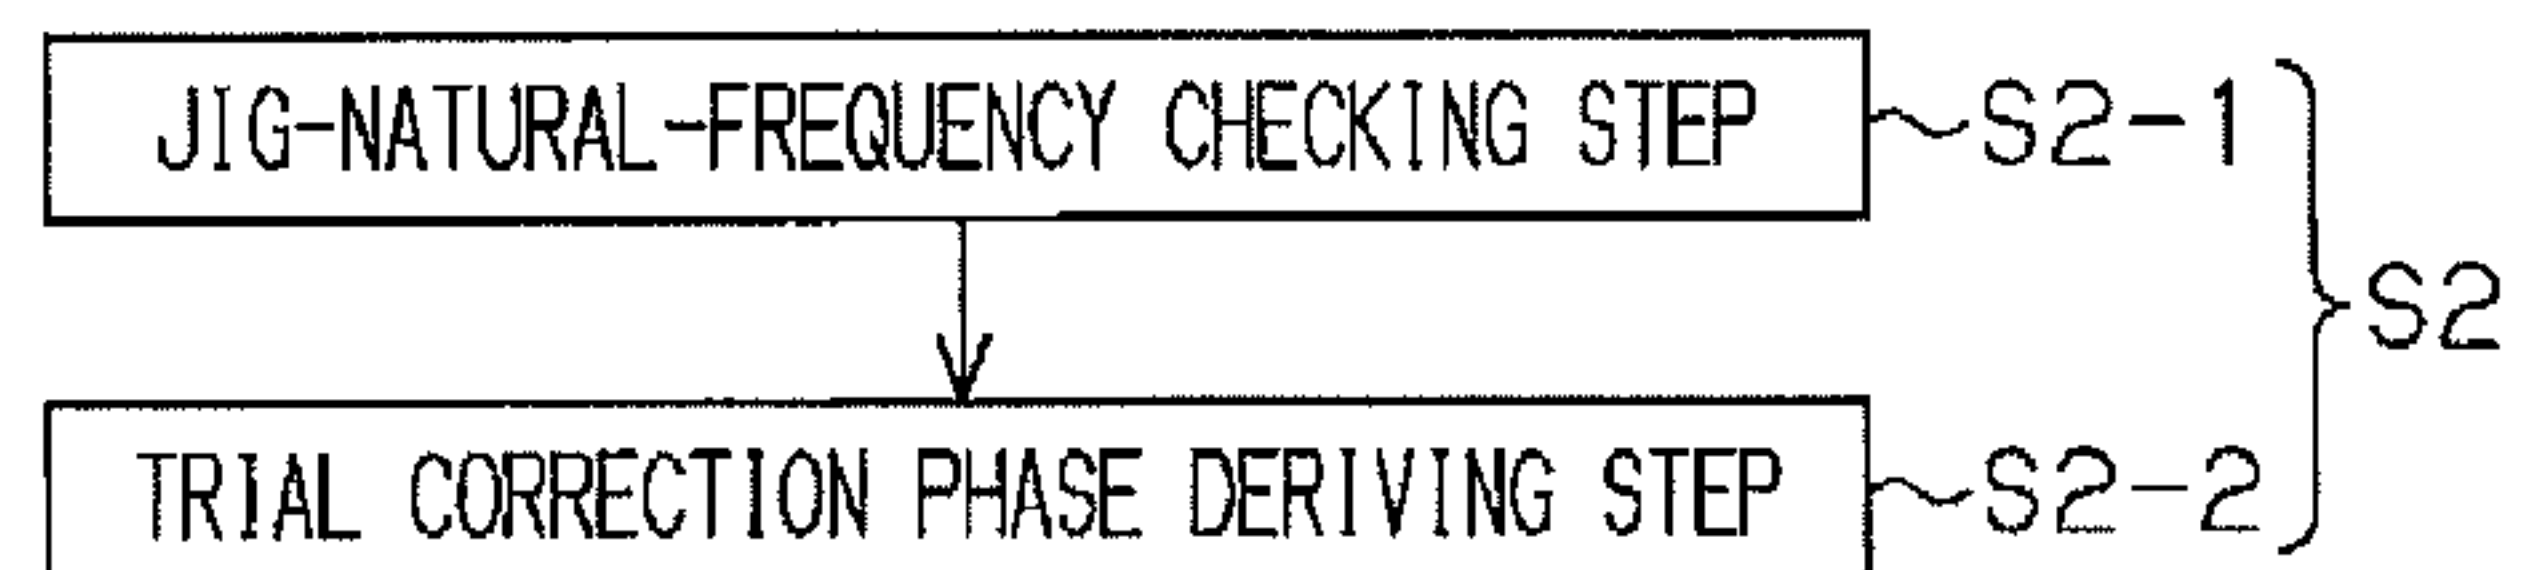 JIG-NATURAL-FREQUENCY CHECKING STEP S2-1
S2
TRIAL CORRECTION PHASE DERIVING STEP S2-2